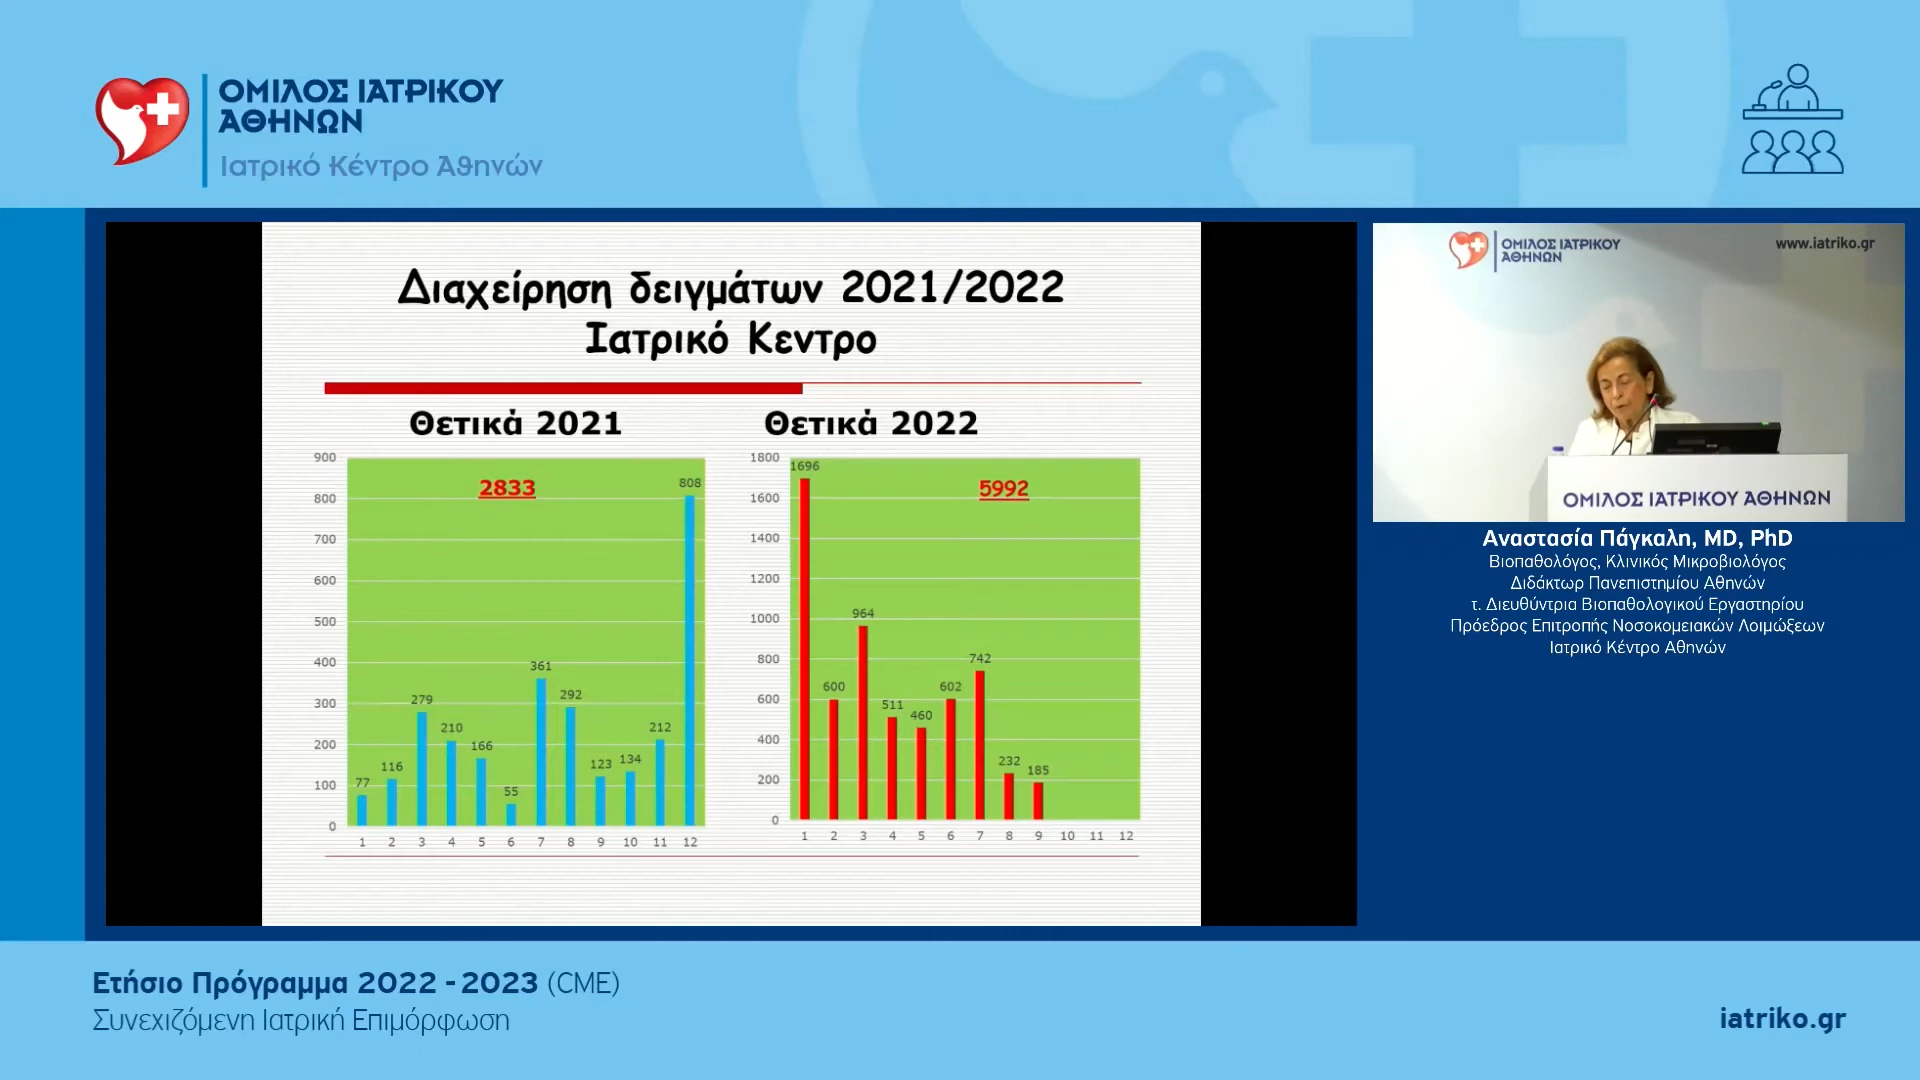 ΟΜΙΛΟΣ ΙΑΤΡΙΚΟΥ
ΑΘΗΝΩΝ
Ιατρικό Κέντρο Αθηνών
Διαχείρηση δειγμάτων 2021/2022
Ιατρικό Κεντρο
Θετικά 2021
900
800
700
600
500
400
300
200
100
0
2833
77
116
279
210
166
55
361
292
123
134
212
808
1 2 3 4 5 6 7 8 9 10 11 12
Θετικά 2022
1800
1600
1400
1200
1000
800
600
400
200
0
5992
1696
600
964
511
460
602
742
232
185
1 2 3 4 5 6 7 8 9 10 11 12
ΟΜΙΛΟΣ ΙΑΤΡΙΚΟΥ
ΑΘΗΝΩΝ
www.iatriko.gr
ΟΜΙΛΟΣ ΙΑΤΡΙΚΟΥ ΑΘΗΝΩΝ
Αναστασία Πάγκαλη, MD, PhD
Βιοπαθολόγος, Κλινικός Μικροβιολόγος
Διδάκτωρ Πανεπιστημίου Αθηνών
τ. Διευθύντρια Βιοπαθολογικού Εργαστηρίου
Πρόεδρος Επιτροπής Νοσοκομειακών Λοιμώξεων
Ιατρικό Κέντρο Αθηνών
Ετήσιο Πρόγραμμα 2022 - 2023 (CME)
Συνεχιζόμενη Ιατρική Επιμόρφωση
iatriko.gr